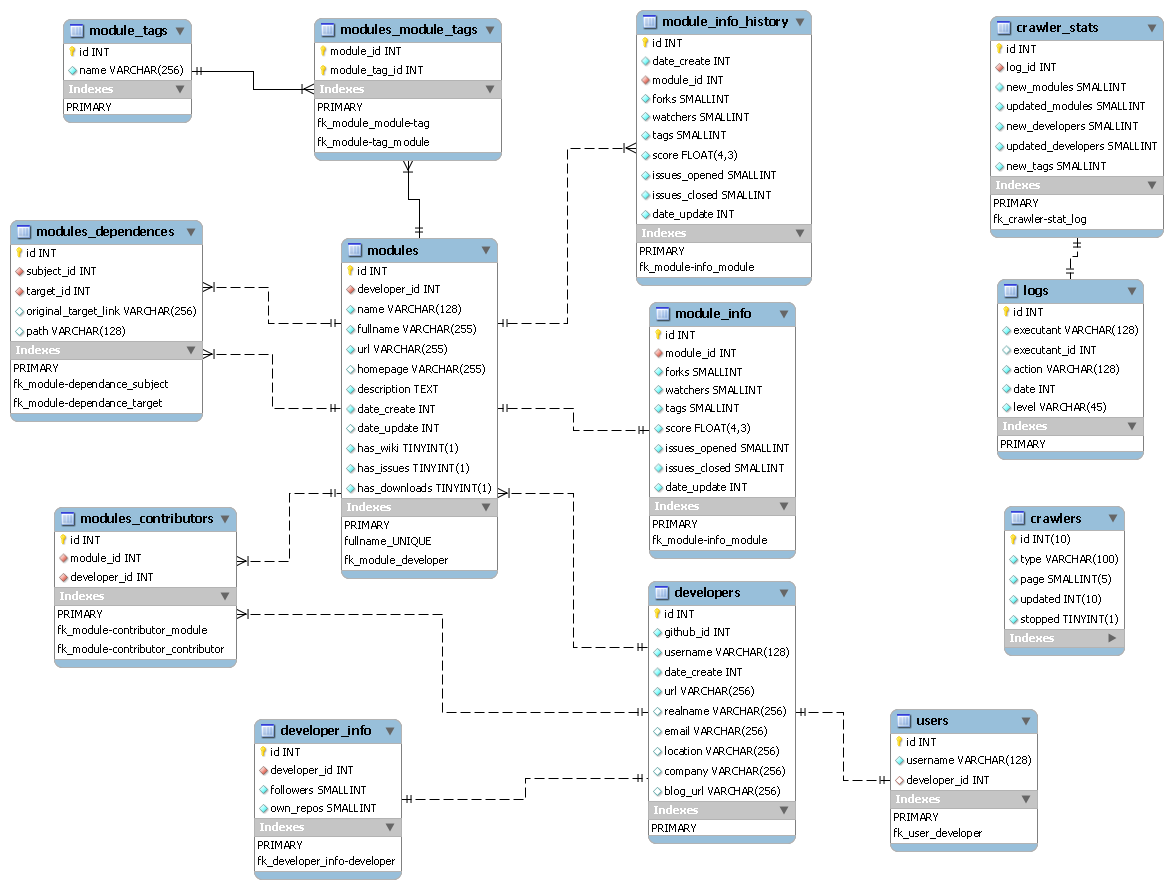 module_tags
id INT
name VARCHAR(256)
Indexes
PRIMARY
modules_module_tags
module_id INT
module_tag_id INT
Indexes
PRIMARY
fk_module_module-tag
fk_module-tag_module
module_info_history
id INT
date_create INT
module_id INT
forks SMALLINT
watchers SMALLINT
tags SMALLINT
score FLOAT(4,3)
issues_opened SMALLINT
issues_closed SMALLINT
date_update INT
Indexes
PRIMARY
fk_module-info_module
crawler_stats
id INT
log_id INT
new_modules SMALLINT
updated_modules SMALLINT
new_developers SMALLINT
updated_developers SMALLINT
new_tags SMALLINT
Indexes
PRIMARY
fk_crawler-stat_log
modules_dependences
id INT
subject_id INT
target_id INT
original_target_link VARCHAR(256)
path VARCHAR(128)
Indexes
PRIMARY
fk_module-dependance_subject
fk_module-dependance_target
modules
id INT
developer_id INT
name VARCHAR(128)
fullname VARCHAR(255)
url VARCHAR(255)
homepage VARCHAR(255)
description TEXT
date_create INT
date_update INT
has_wiki TINYINT(1)
has_issues TINYINT(1)
has_downloads TINYINT(1)
Indexes
PRIMARY
fullname_UNIQUE
fk_module_developer
module_info
id INT
module_id INT
forks SMALLINT
watchers SMALLINT
tags SMALLINT
score FLOAT(4,3)
issues_opened SMALLINT
issues_closed SMALLINT
date_update INT
Indexes
PRIMARY
fk_module-info_module
logs
id INT
executant VARCHAR(128)
executant_id INT
action VARCHAR(128)
date INT
level VARCHAR(45)
Indexes
PRIMARY
modules_contributors
id INT
module_id INT
developer_id INT
Indexes
PRIMARY
fk_module-contributor_module
fk_module-contributor_contributor
crawlers
id INT(10)
type VARCHAR(100)
page SMALLINT(5)
updated INT(10)
stopped TINYINT(1)
Indexes
developers
id INT
github_id INT
username VARCHAR(128)
date_create INT
url VARCHAR(256)
realname VARCHAR(256)
email VARCHAR(256)
location VARCHAR(256)
company VARCHAR(256)
blog_url VARCHAR(256)
Indexes
PRIMARY
developer_info
id INT
developer_id INT
followers SMALLINT
own_repos SMALLINT
Indexes
PRIMARY
fk_developer_info-developer
users
id INT
username VARCHAR(128)
developer_id INT
Indexes
PRIMARY
fk_user_developer